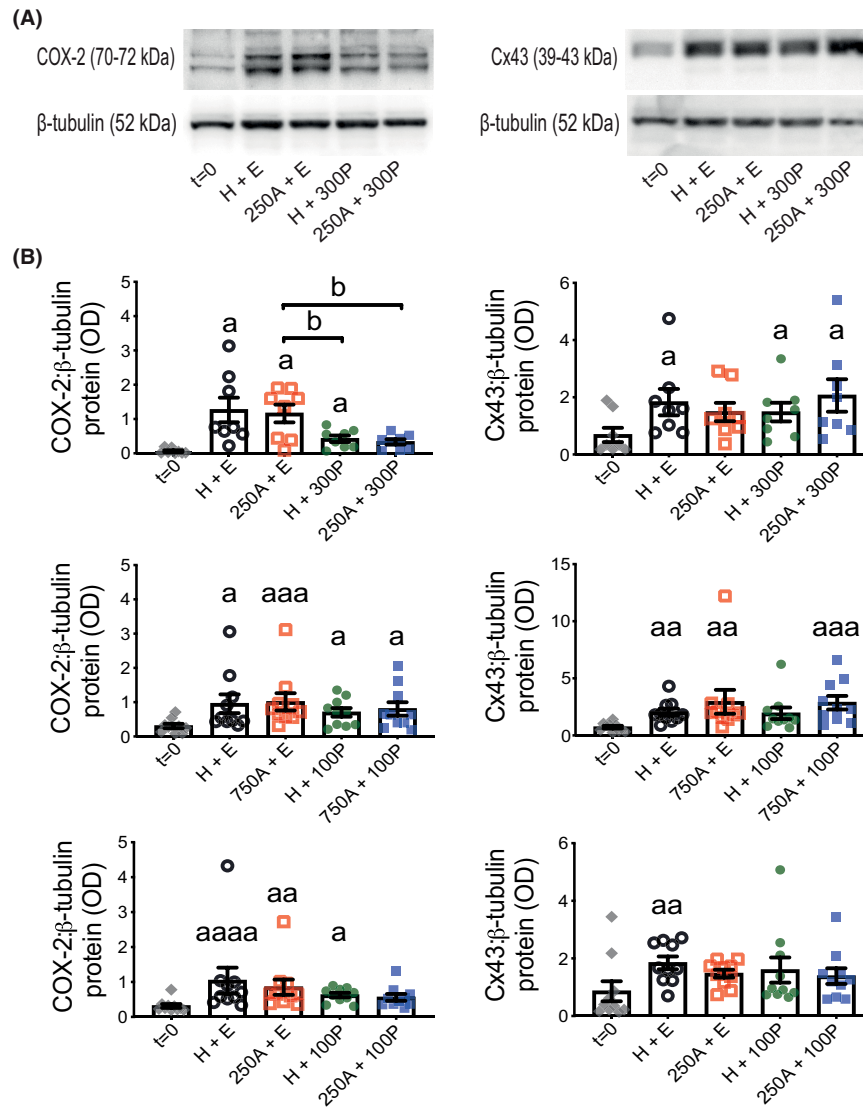 (A)
COX-2 (70-72 kDa)
β-tubulin (52 kDa)
t=0
H + E
250A + E
H + 300P
250A + 300P
Cx43 (39-43 kDa)
β-tubulin (52 kDa)
t=0
H + E
250A + E
H + 300P
250A + 300P
(B)
COX-2:β-tubulin
protein (OD)
5
4
3
2
1
0
a
a
a
b
b
t=0
H + E
250A + E
H + 300P
250A + 300P
Cx43:β-tubulin
protein (OD)
6
4
2
0
a
a
a
t=0
H + E
250A + E
H + 300P
250A + 300P
COX-2:β-tubulin
protein (OD)
5
4
3
2
1
0
a
aaa
a
a
t=0
H + E
750A + E
H + 100P
750A + 100P
Cx43:β-tubulin
protein (OD)
15
10
5
0
aa
aa
aaa
t=0
H + E
750A + E
H + 100P
750A + 100P
COX-2:β-tubulin
protein (OD)
5
4
3
2
1
0
aaaa
aa
a
t=0
H + E
250A + E
H + 100P
250A + 100P
Cx43:β-tubulin
protein (OD)
6
4
2
0
aa
t=0
H + E
250A + E
H + 100P
250A + 100P